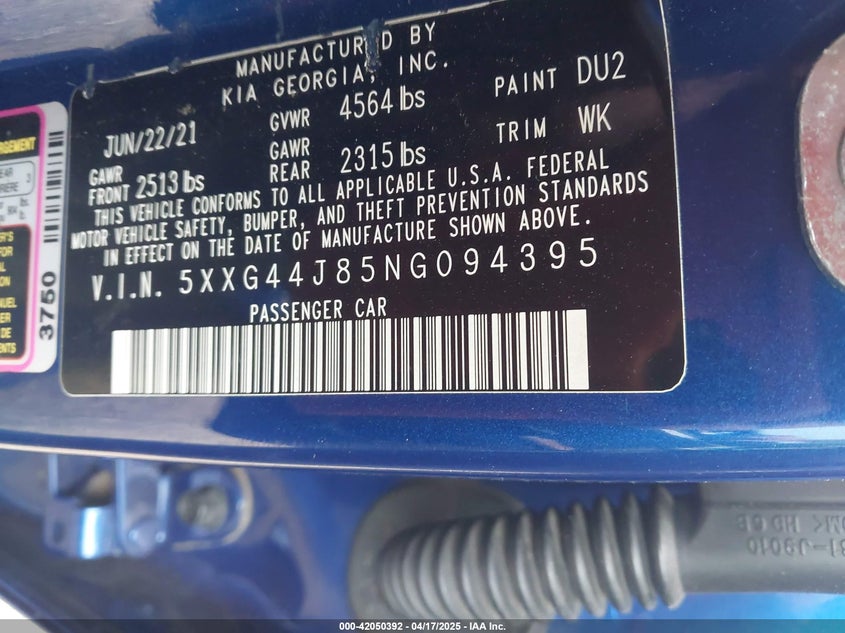 MANUFACTURED BY
KIA GEORGIA, INC.
JUN/22/21 GVWR 4564 lbs PAINT DU2
GAWR FRONT 2513 lbs GAWR REAR 2315 lbs TRIM WK
THIS VEHICLE CONFORMS TO ALL APPLICABLE U.S.A. FEDERAL
MOTOR VEHICLE SAFETY, BUMPER, AND THEFT PREVENTION STANDARDS
IN EFFECT ON THE DATE OF MANUFACTURE SHOWN ABOVE.
V.I.N. 5XXG44J85NG094395
PASSENGER CAR
3750
3
31-J9010
000-42050392 - 04/17/2025 - IAA Inc.